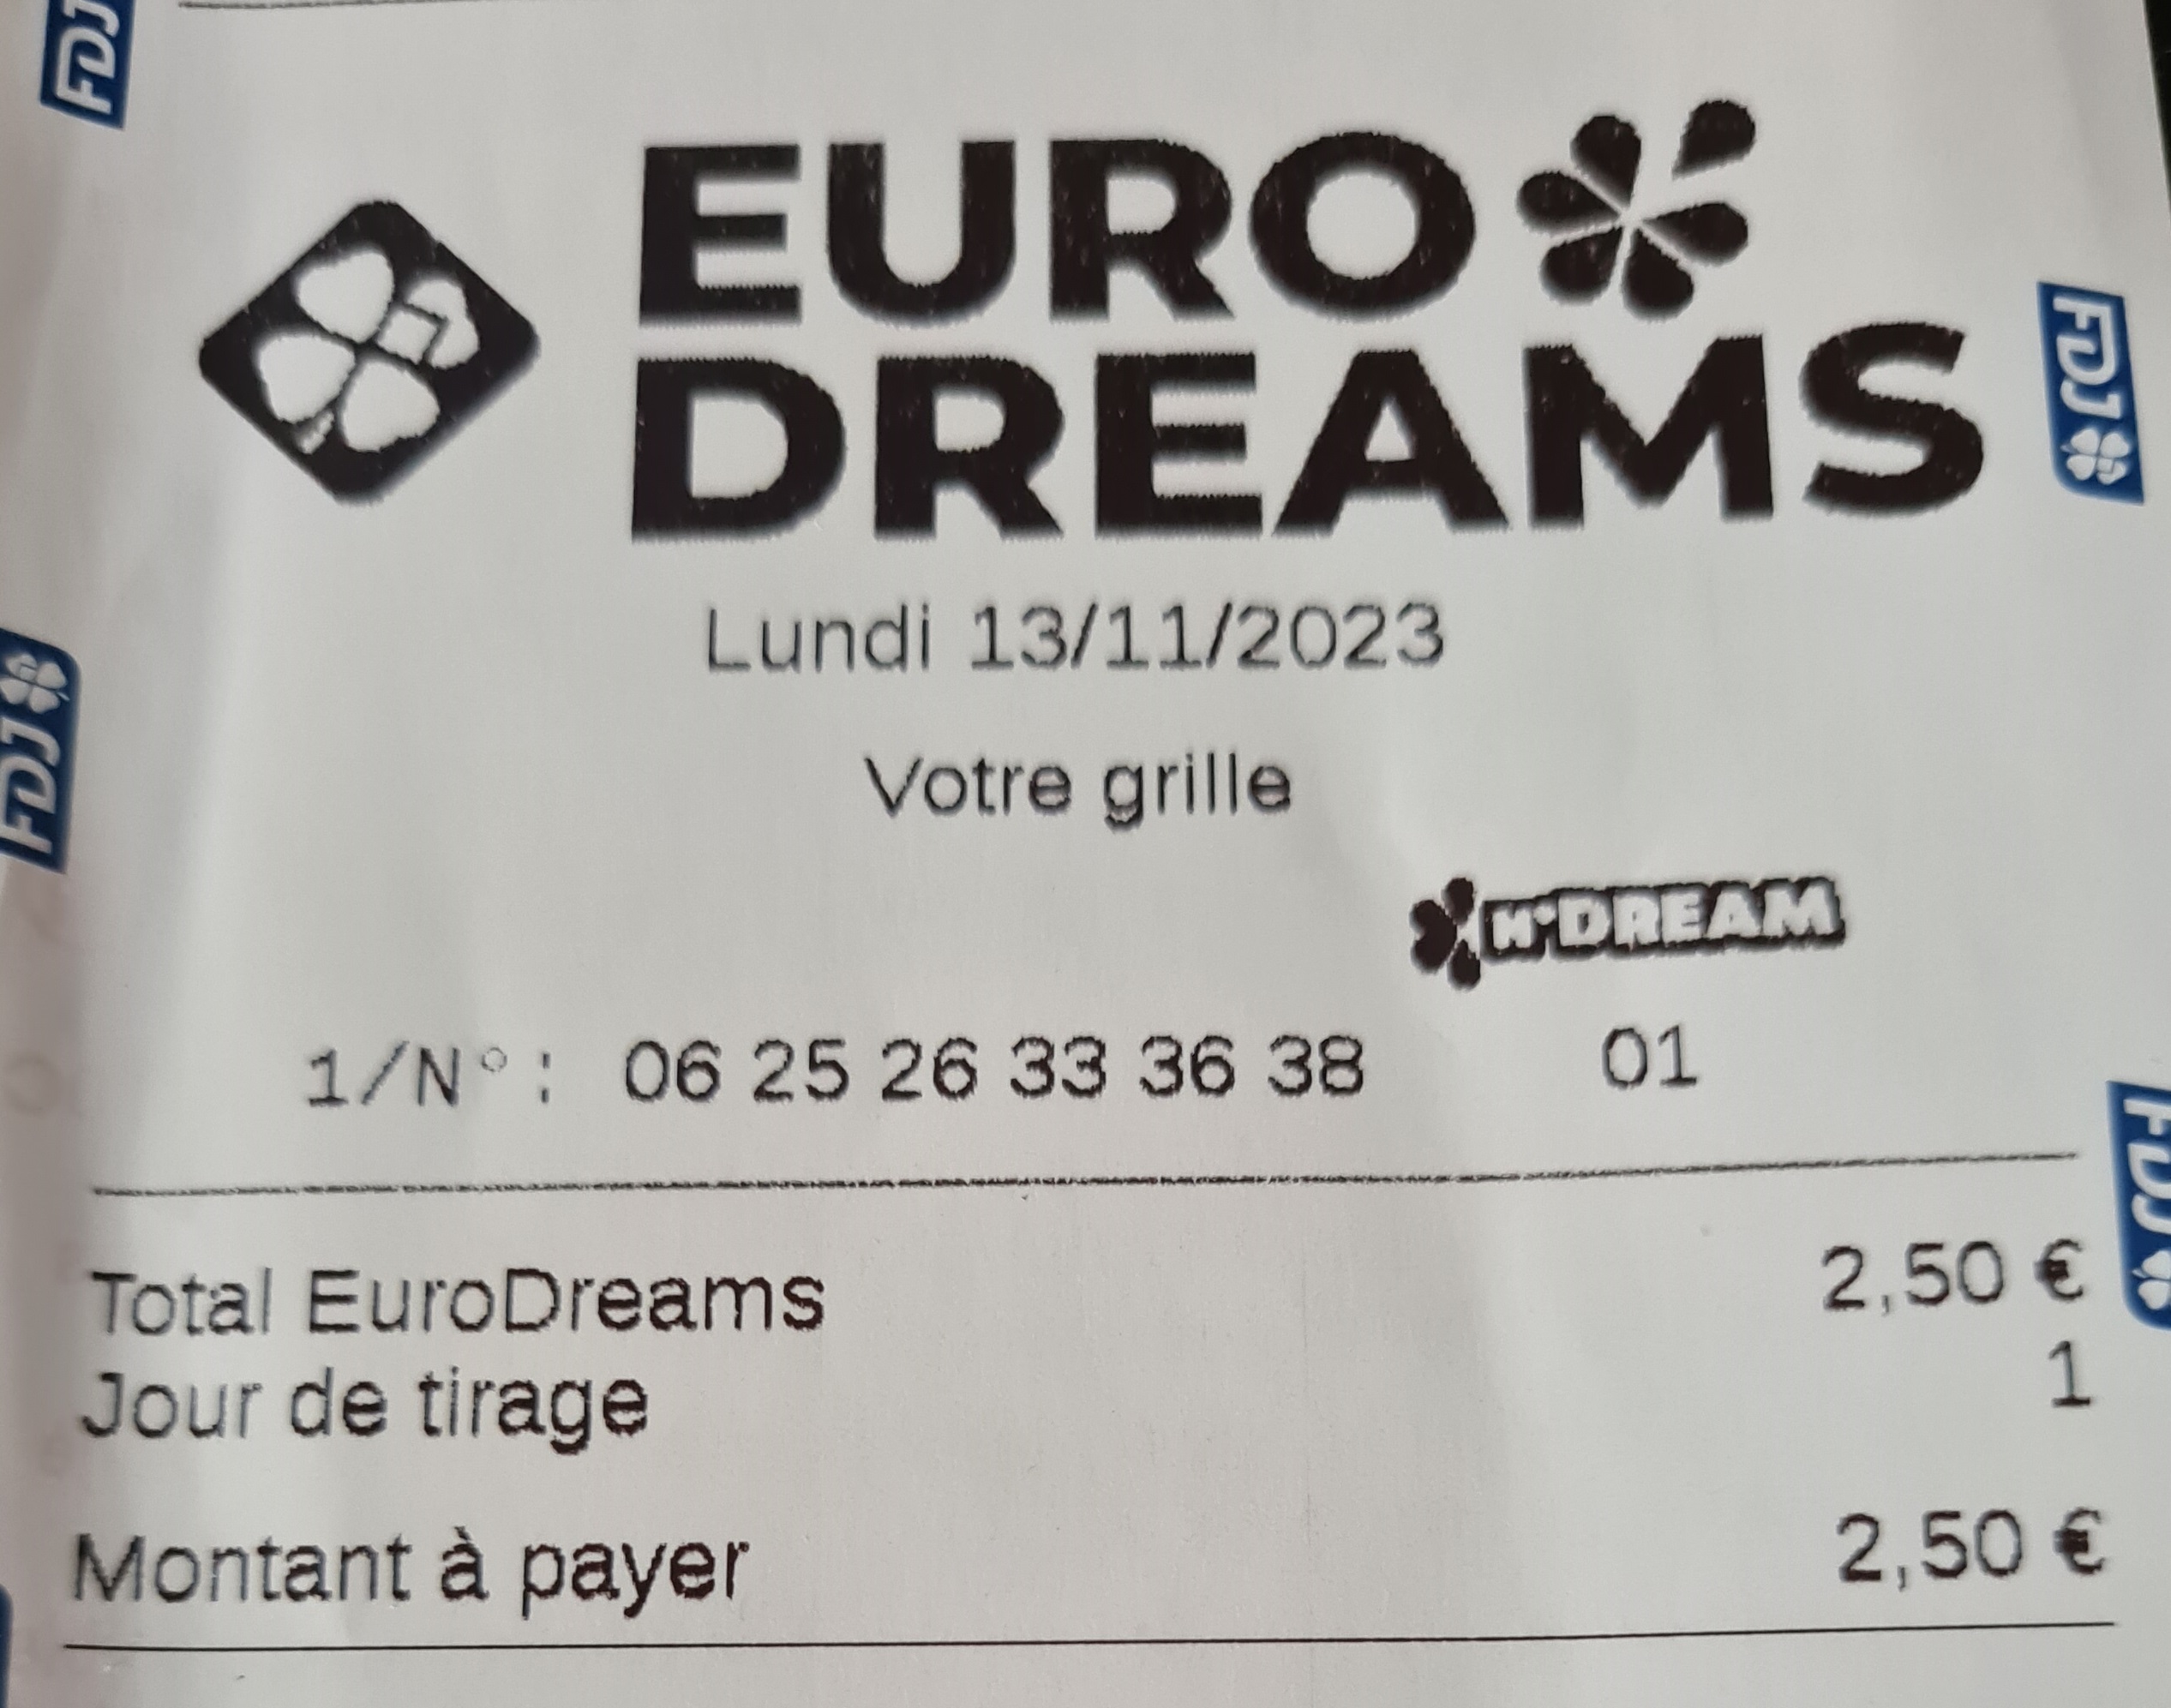 FDJ
EURO
DREAMS
FDJ
Lundi 13/11/2023
FDJ
Votre grille
N°DREAM
1/N° : 06 25 26 33 36 38 01
FDJ
Total EuroDreams 2,50 €
Jour de tirage 1
Montant à payer 2,50 €